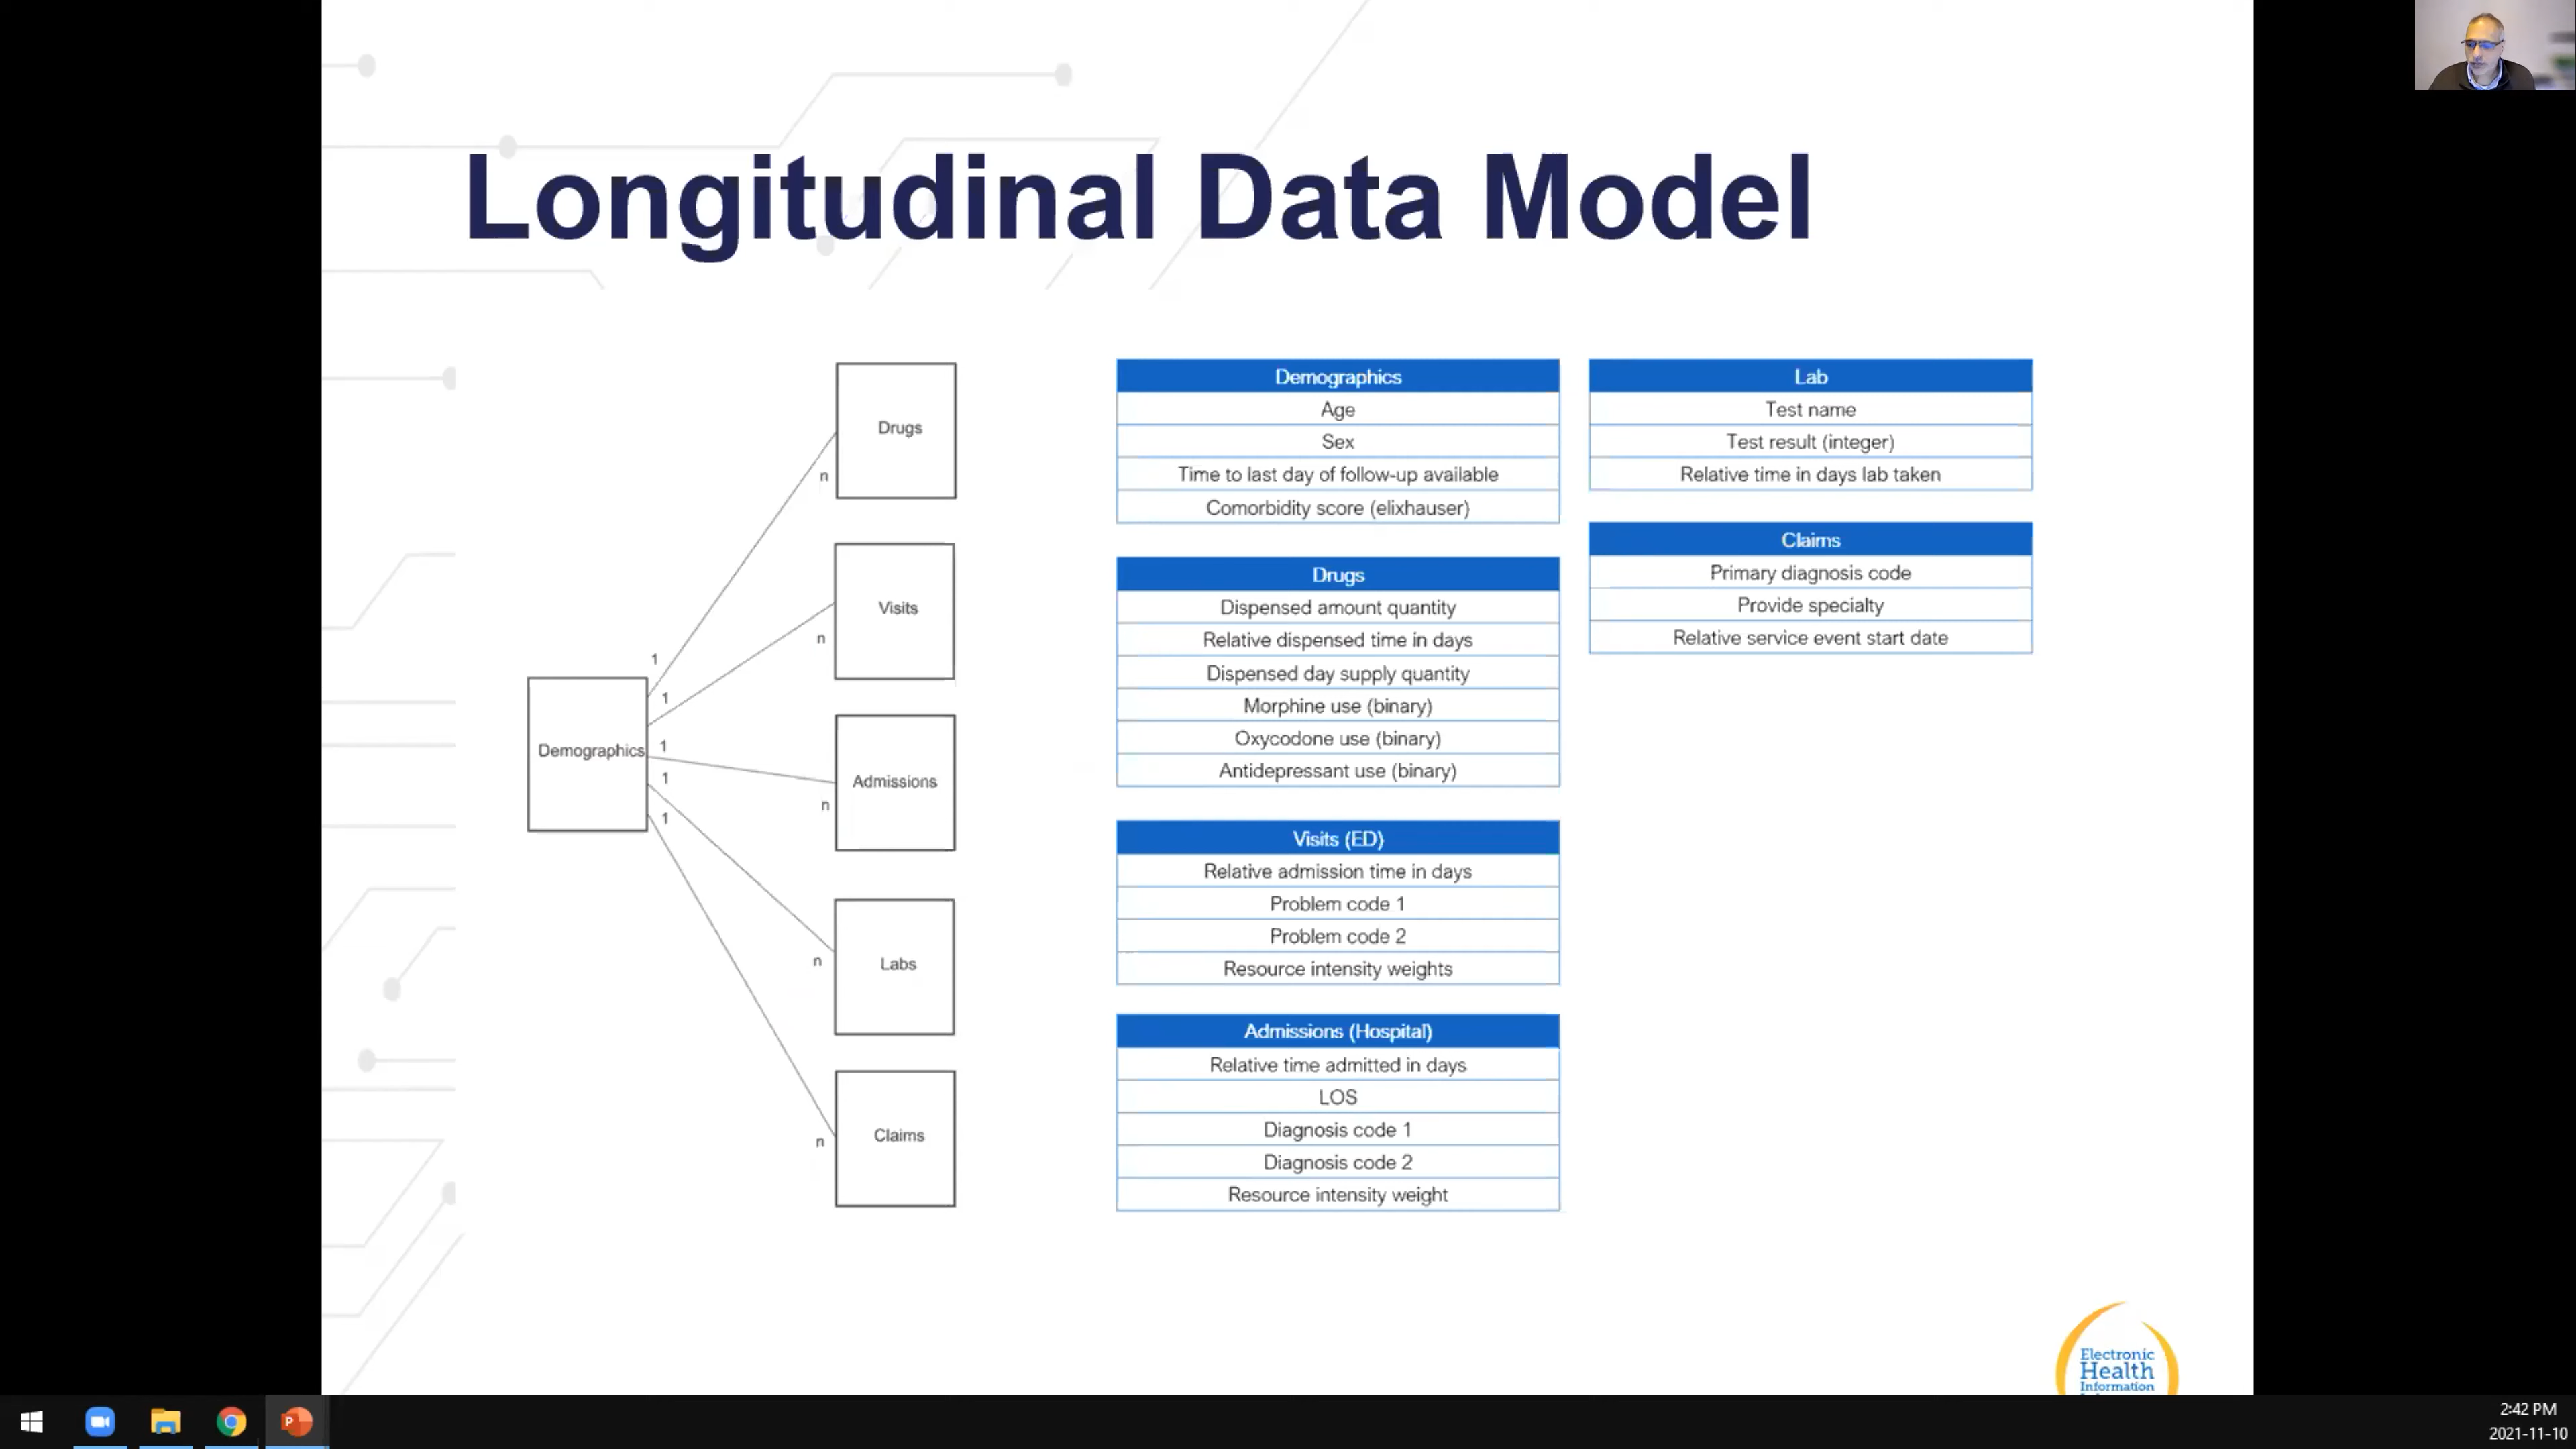 Longitudinal Data Model
Drugs
n
Visits
n
1
1
Demographics
1
1
1
Admissions
n
Labs
n
Claims
n
Demographics
Age
Sex
Time to last day of follow-up available
Comorbidity score (elixhauser)
Drugs
Dispensed amount quantity
Relative dispensed time in days
Dispensed day supply quantity
Morphine use (binary)
Oxycodone use (binary)
Antidepressant use (binary)
Visits (ED)
Relative admission time in days
Problem code 1
Problem code 2
Resource intensity weights
Admissions (Hospital)
Relative time admitted in days
LOS
Diagnosis code 1
Diagnosis code 2
Resource intensity weight
Lab
Test name
Test result (integer)
Relative time in days lab taken
Claims
Primary diagnosis code
Provide specialty
Relative service event start date
Electronic
Health
Information
P
2:42 PM
2021-11-10